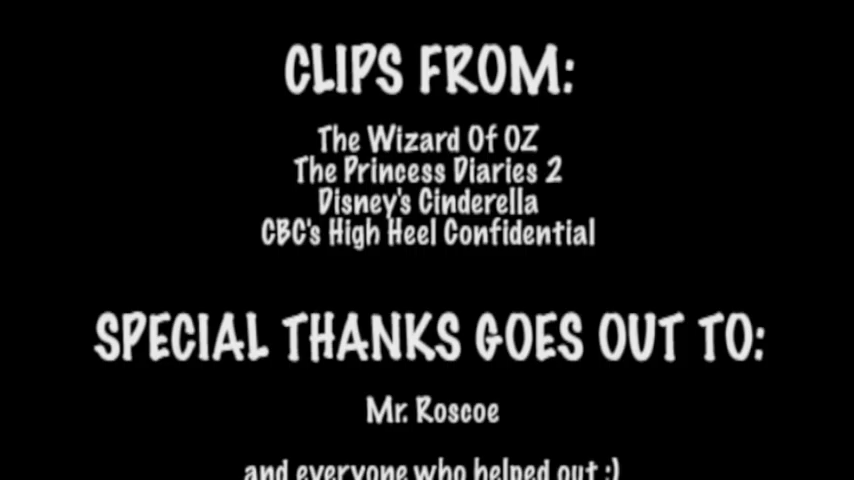 CLIPS FROM:
The Wizard Of OZ
The Princess Diaries 2
Disney's Cinderella
CBC's High Heel Confidential
SPECIAL THANKS GOES OUT TO:
Mr. Roscoe
and everyone who helped out :)